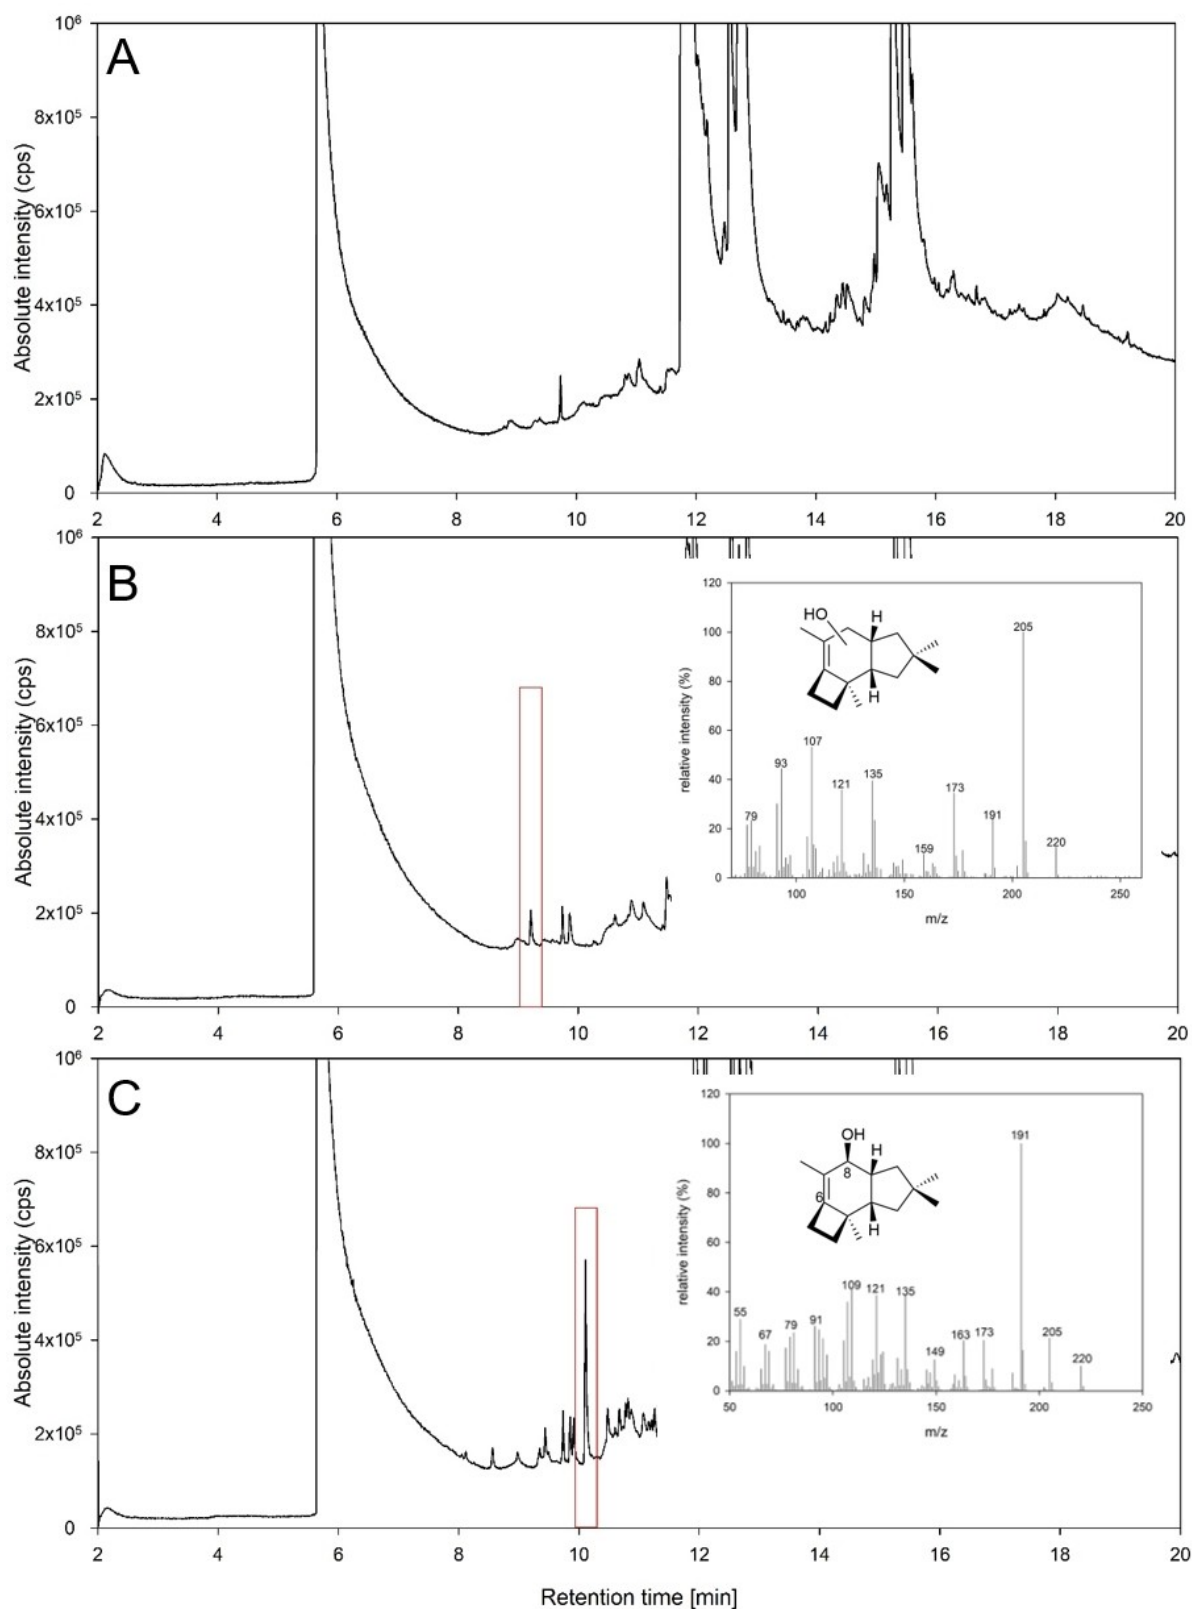 A
Absolute intensity (cps)
10⁶
8x10⁵
6x10⁵
4x10⁵
2x10⁵
0
2 4 6 8 10 12 14 16 18 20
B
Absolute intensity (cps)
10⁶
8x10⁵
6x10⁵
4x10⁵
2x10⁵
0
2 4 6 8 10 12 14 16 18 20
relative intensity (%)
120
100
80
60
40
20
0
HO
H
H
79
93
107
121
135
159
173
191
205
220
100 150 200 250
m/z
C
Absolute intensity (cps)
10⁶
8x10⁵
6x10⁵
4x10⁵
2x10⁵
0
2 4 6 8 10 12 14 16 18 20
relative intensity (%)
120
100
80
60
40
20
0
OH
H
8
6
H
55
67
79
91
109
121
135
149
163
173
191
205
220
50 100 150 200 250
m/z
Retention time [min]